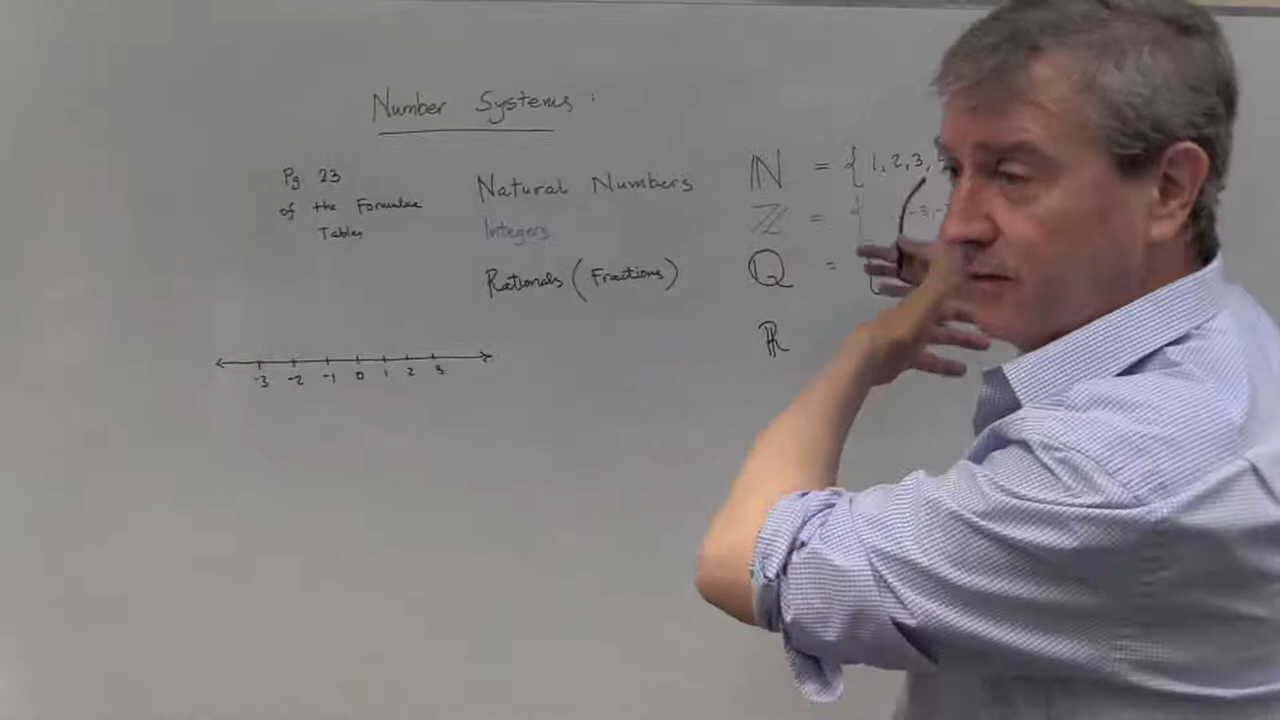 Number Systems:
Pg 23
of the Formulae
Tables
Natural Numbers ℕ = { 1, 2, 3,
Integers ℤ = {
Rationals (Fractions) ℚ = {
ℝ
-3 -2 -1 0 1 2 3